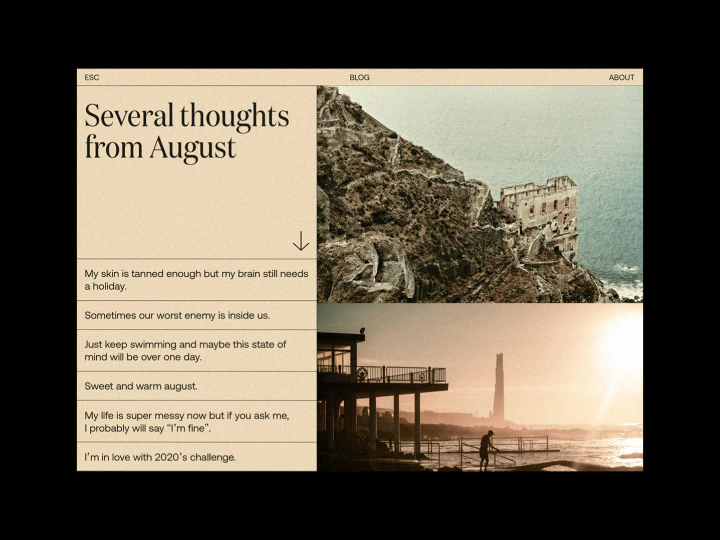 ESC
BLOG
ABOUT
Several thoughts
from August
My skin is tanned enough but my brain still needs
a holiday.
Sometimes our worst enemy is inside us.
Just keep swimming and maybe this state of
mind will be over one day.
Sweet and warm august.
My life is super messy now but if you ask me,
I probably will say “I’m fine”.
I’m in love with 2020’s challenge.